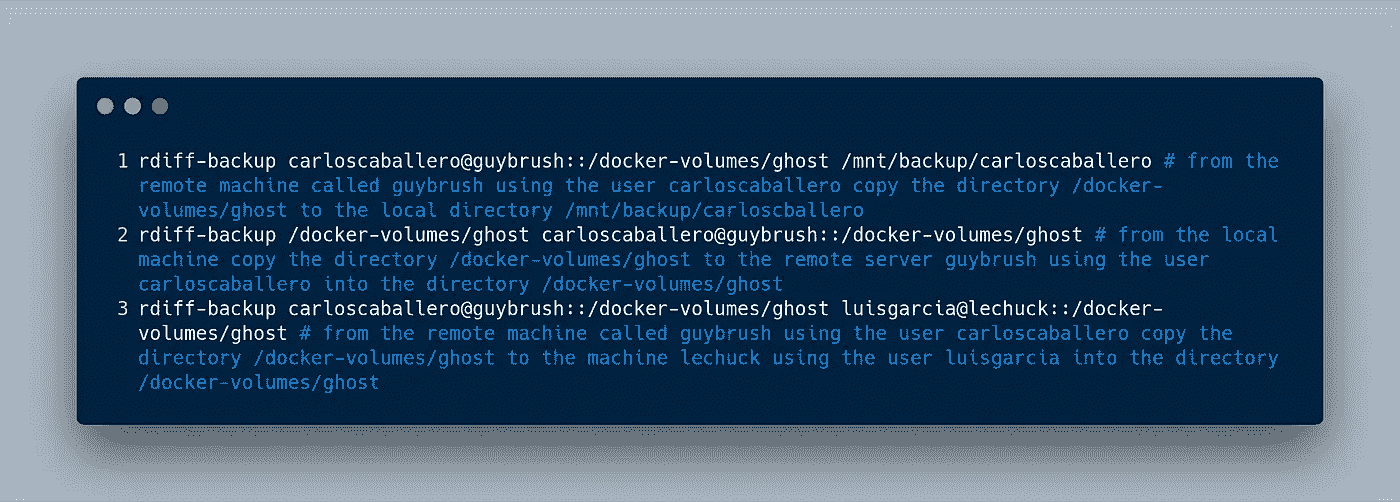 1 rdiff-backup carloscaballero@guybrush::/docker-volumes/ghost /mnt/backup/carloscaballero # from the
remote machine called guybrush using the user carloscaballero copy the directory /docker-
volumes/ghost to the local directory /mnt/backup/carloscballero
2 rdiff-backup /docker-volumes/ghost carloscaballero@guybrush::/docker-volumes/ghost # from the local
machine copy the directory /docker-volumes/ghost to the remote server guybrush using the user
carloscaballero into the directory /docker-volumes/ghost
3 rdiff-backup carloscaballero@guybrush::/docker-volumes/ghost luisgarcia@lechuck::/docker-
volumes/ghost # from the remote machine called guybrush using the user carloscaballero copy the
directory /docker-volumes/ghost to the machine lechuck using the user luisgarcia into the directory
/docker-volumes/ghost